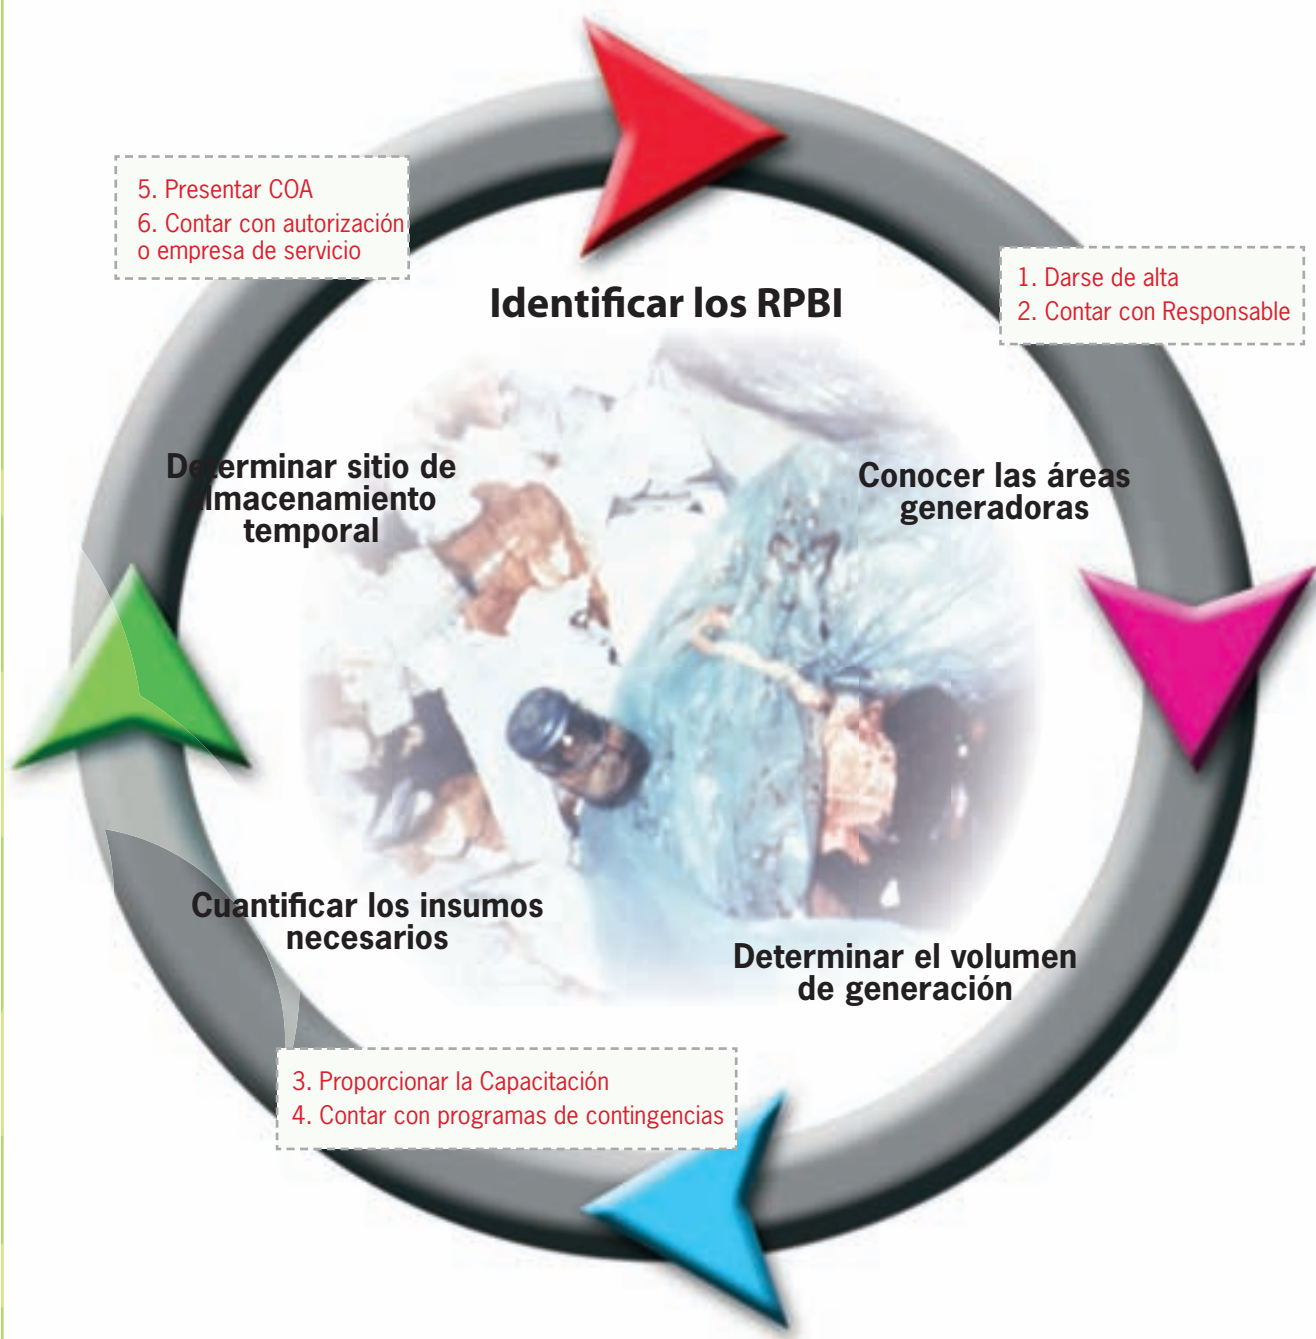 5. Presentar COA
6. Contar con autorización
o empresa de servicio
1. Darse de alta
2. Contar con Responsable
Identificar los RPBI
Determinar sitio de
almacenamiento
temporal
Conocer las áreas
generadoras
Cuantificar los insumos
necesarios
Determinar el volumen
de generación
3. Proporcionar la Capacitación
4. Contar con programas de contingencias